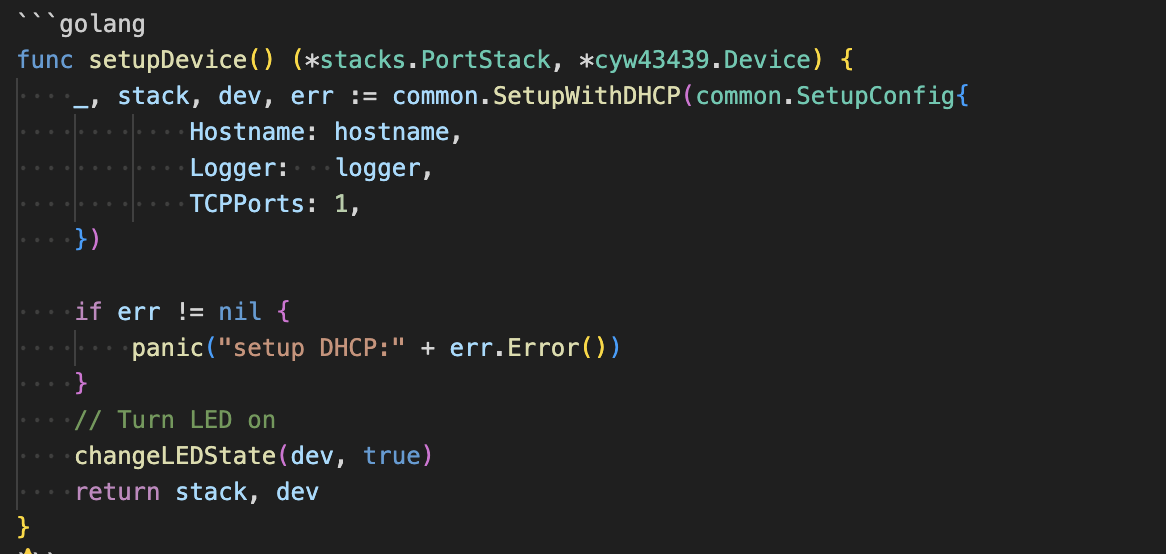 ```golang
func setupDevice() (*stacks.PortStack, *cyw43439.Device) {
    _, stack, dev, err := common.SetupWithDHCP(common.SetupConfig{
            Hostname: hostname,
            Logger:   logger,
            TCPPorts: 1,
    })

    if err != nil {
        panic("setup DHCP:" + err.Error())
    }
    // Turn LED on
    changeLEDState(dev, true)
    return stack, dev
}